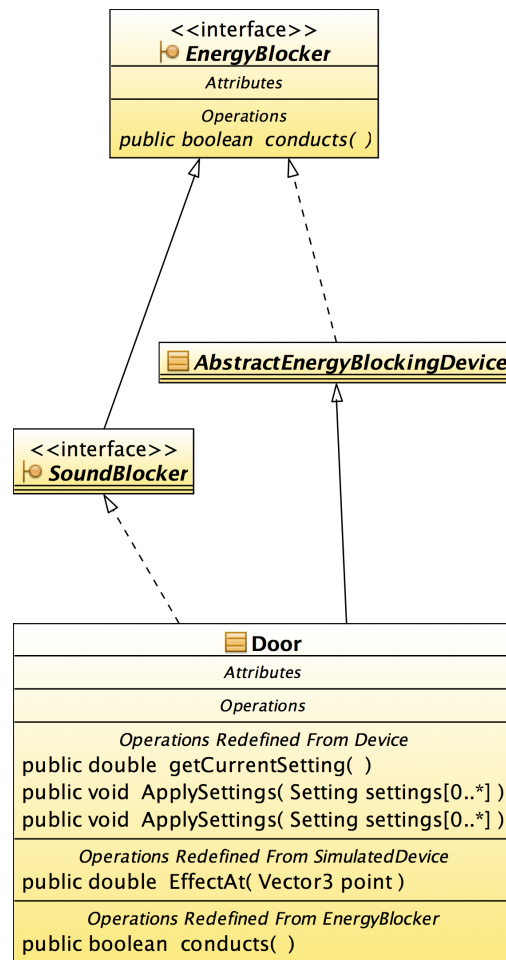 <<interface>>
EnergyBlocker
Attributes
Operations
public boolean conducts( )
AbstractEnergyBlockingDevice
<<interface>>
SoundBlocker
Door
Attributes
Operations
Operations Redefined From Device
public double getCurrentSetting( )
public void ApplySettings( Setting settings[0..*] )
public void ApplySettings( Setting settings[0..*] )
Operations Redefined From SimulatedDevice
public double EffectAt( Vector3 point )
Operations Redefined From EnergyBlocker
public boolean conducts( )